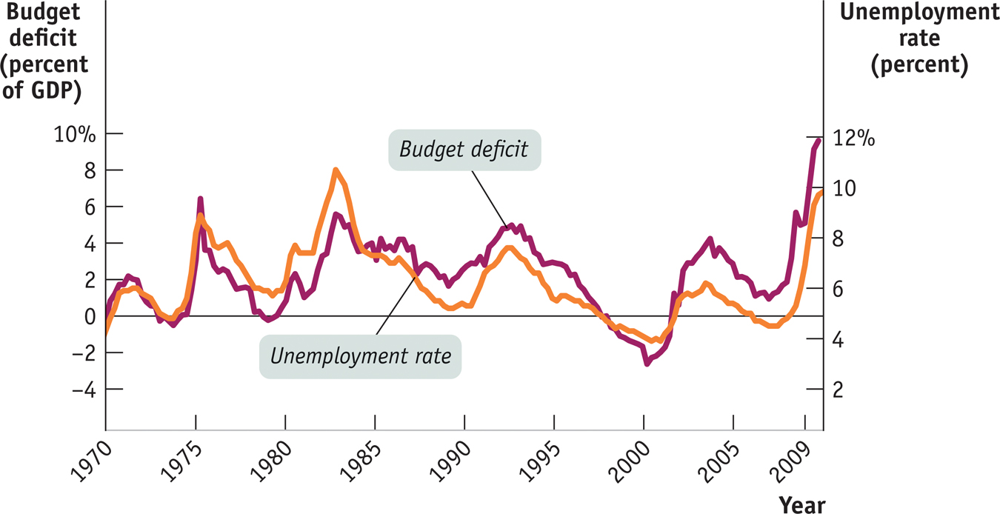 Budget
deficit
(percent
of GDP)
Unemployment
rate
(percent)
10%
8
6
4
2
0
–2
–4
12%
10
8
6
4
2
Budget deficit
Unemployment rate
1970
1975
1980
1985
1990
1995
2000
2005
2009
Year